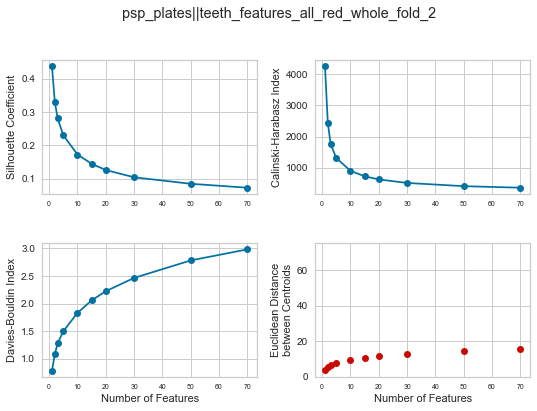 psp_plates||teeth_features_all_red_whole_fold_2
Silhouette Coefficient
0.4
0.3
0.2
0.1
0 10 20 30 40 50 60 70
Calinski-Harabasz Index
4000
3000
2000
1000
0 10 20 30 40 50 60 70
Davies-Bouldin Index
3.0
2.5
2.0
1.5
1.0
0 10 20 30 40 50 60 70
Number of Features
Euclidean Distance
between Centroids
60
40
20
0
0 10 20 30 40 50 60 70
Number of Features